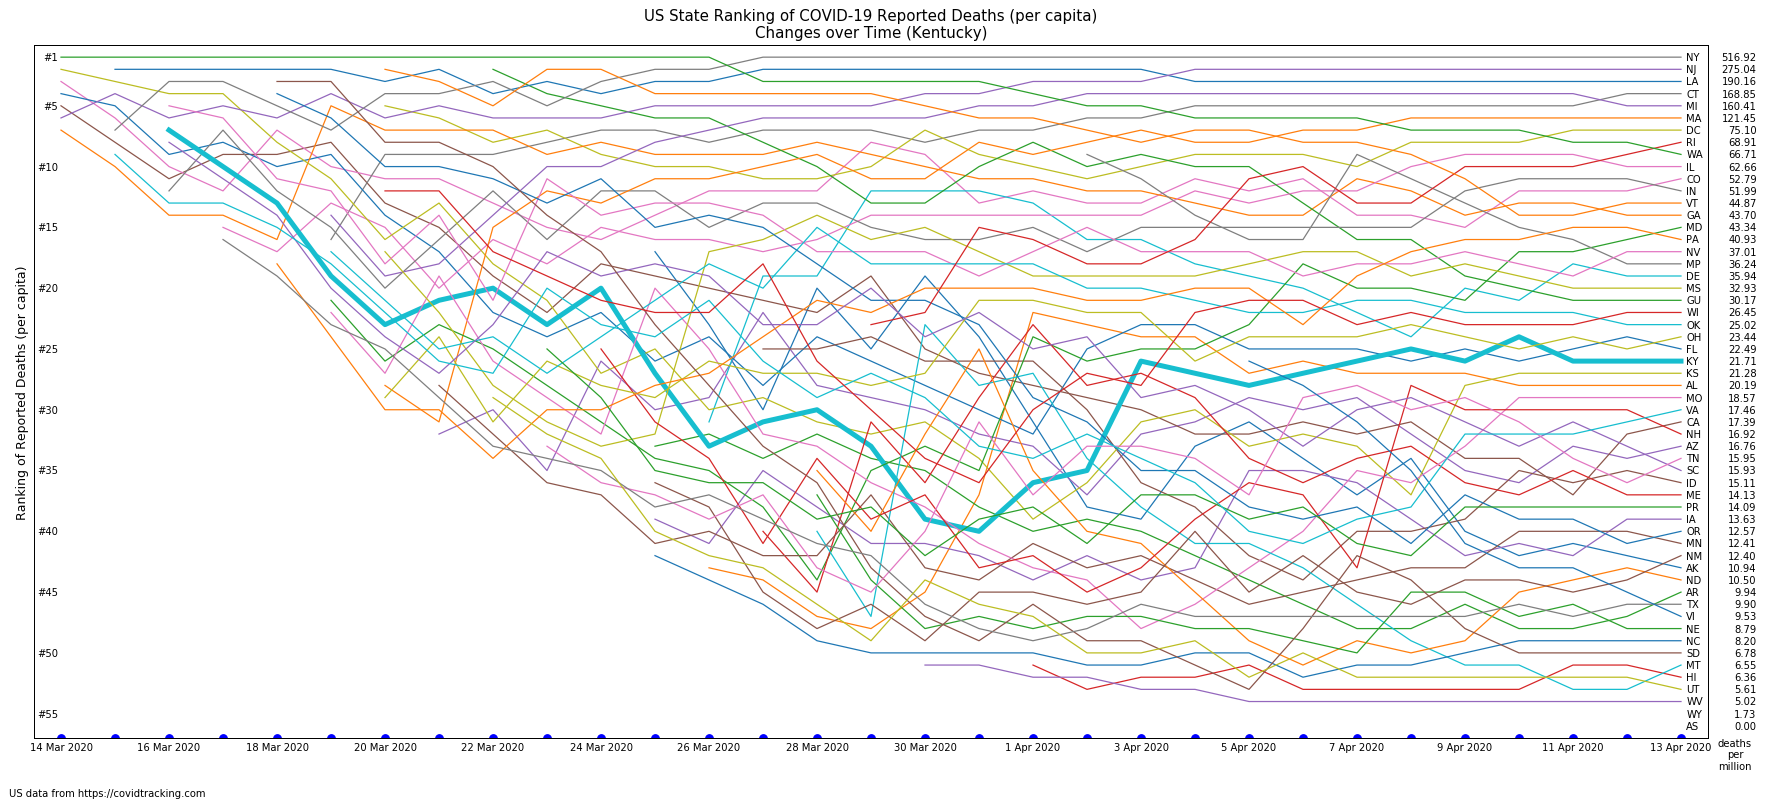 US State Ranking of COVID-19 Reported Deaths (per capita)
Changes over Time (Kentucky)
Ranking of Reported Deaths (per capita)
#1
#5
#10
#15
#20
#25
#30
#35
#40
#45
#50
#55
NY 516.92
NJ 275.04
LA 190.16
CT 168.85
MI 160.41
MA 121.45
DC 75.10
RI 68.91
WA 66.71
IL 62.66
CO 52.79
IN 51.99
VT 44.87
GA 43.70
MD 43.34
PA 40.93
NV 37.01
MP 36.24
DE 35.94
MS 32.93
GU 30.17
WI 26.45
OK 25.02
OH 23.44
FL 22.49
KY 21.71
KS 21.28
AL 20.19
MO 18.57
VA 17.46
CA 17.39
NH 16.92
AZ 16.76
TN 15.95
SC 15.93
ID 15.11
ME 14.13
PR 14.09
IA 13.63
OR 12.57
MN 12.41
NM 12.40
AK 10.94
ND 10.50
AR 9.94
TX 9.90
VI 9.53
NE 8.79
NC 8.20
SD 6.78
MT 6.55
HI 6.36
UT 5.61
WV 5.02
WY 1.73
AS 0.00
14 Mar 2020 16 Mar 2020 18 Mar 2020 20 Mar 2020 22 Mar 2020 24 Mar 2020 26 Mar 2020 28 Mar 2020 30 Mar 2020 1 Apr 2020 3 Apr 2020 5 Apr 2020 7 Apr 2020 9 Apr 2020 11 Apr 2020 13 Apr 2020
deaths
per
million
US data from https://covidtracking.com